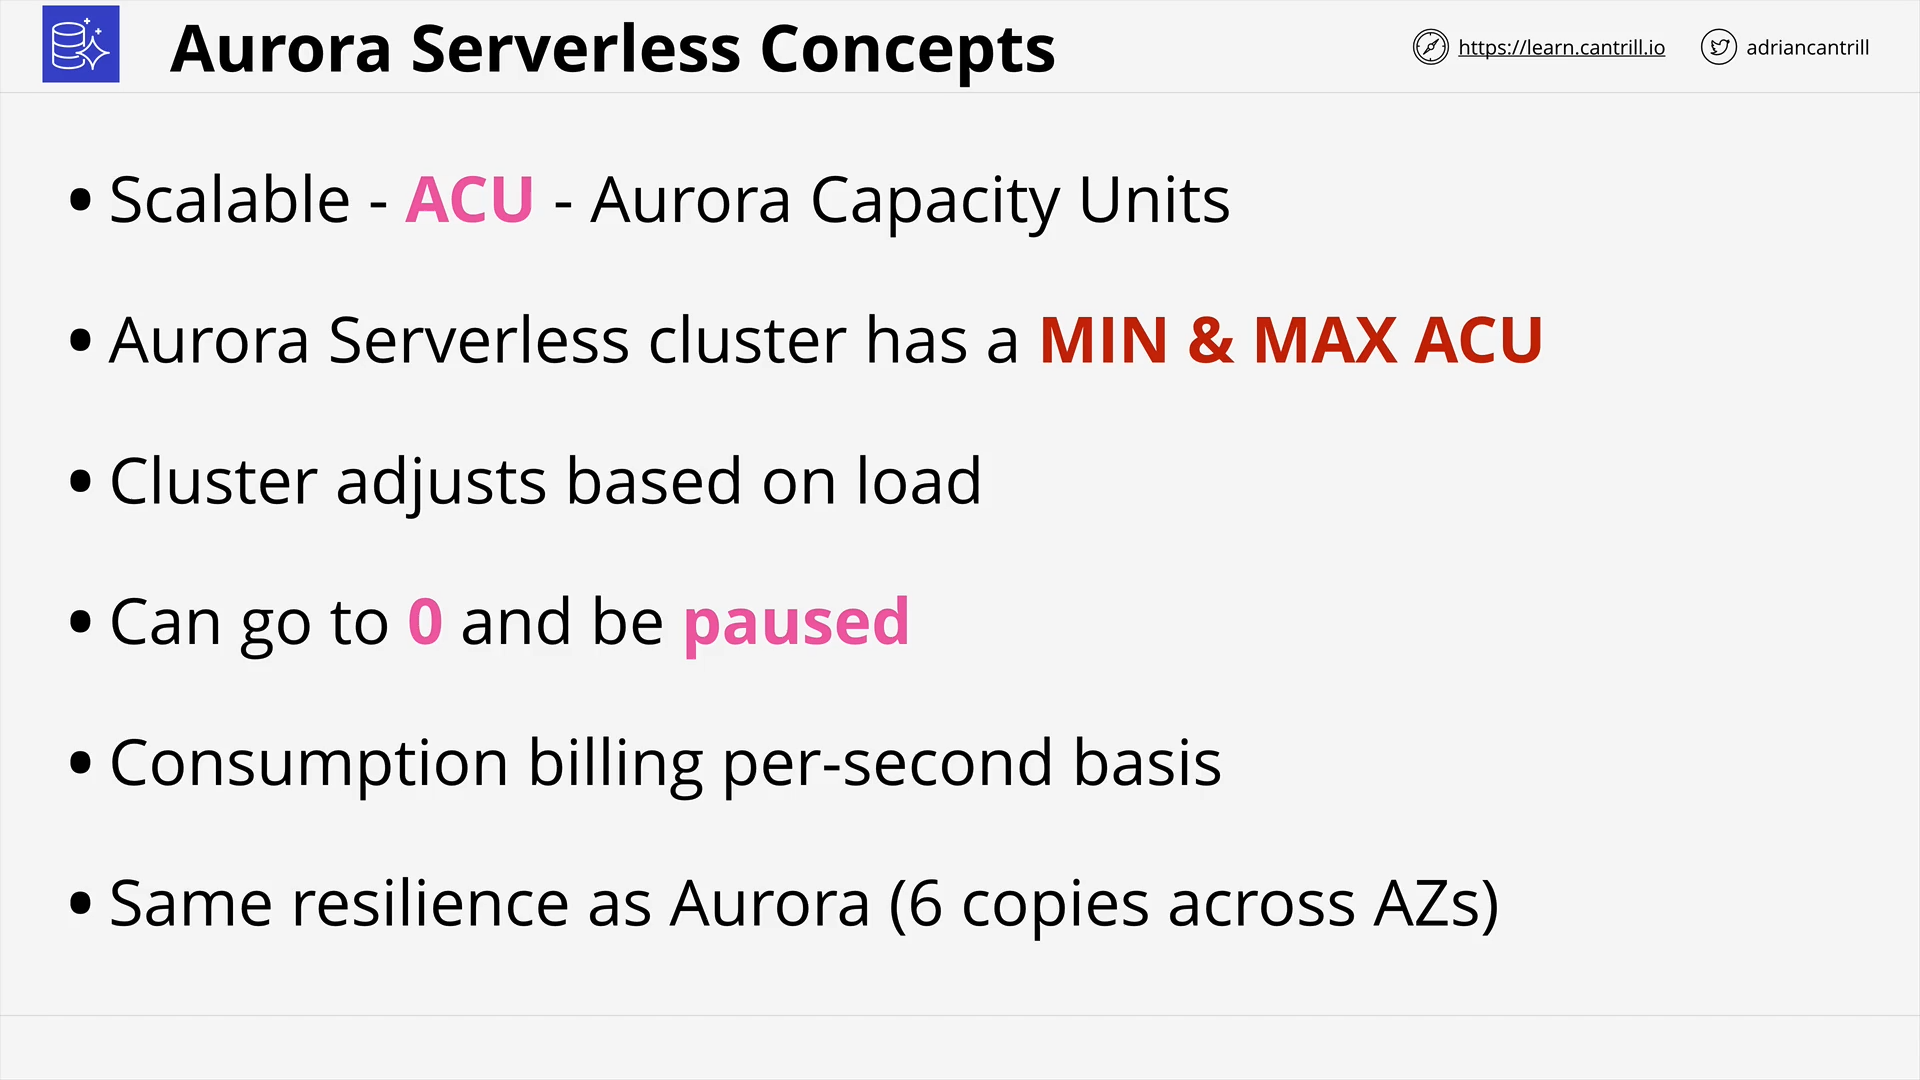 Aurora Serverless Concepts
https://learn.cantrill.io
adriancantrill
• Scalable - ACU - Aurora Capacity Units
• Aurora Serverless cluster has a MIN & MAX ACU
• Cluster adjusts based on load
• Can go to 0 and be paused
• Consumption billing per-second basis
• Same resilience as Aurora (6 copies across AZs)